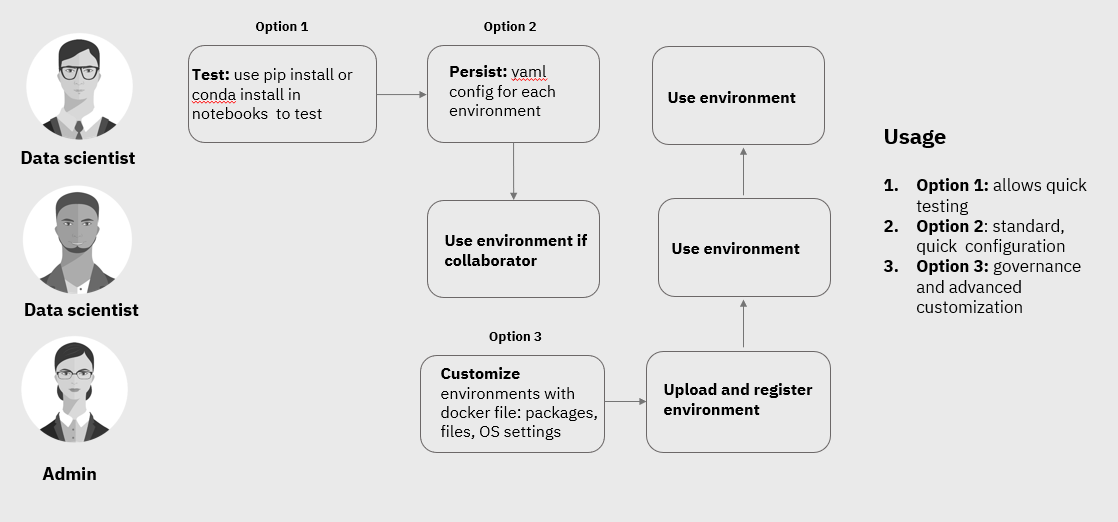 Option 1
Option 2
Test: use pip install or
conda install in
notebooks  to test
Persist: yaml
config for each
environment
Use environment
Data scientist
Use environment if
collaborator
Use environment
Data scientist
Option 3
Customize
environments with
docker file: packages,
files, OS settings
Upload and register
environment
Admin
Usage
1. Option 1: allows quick
testing
2. Option 2: standard,
quick  configuration
3. Option 3: governance
and advanced
customization